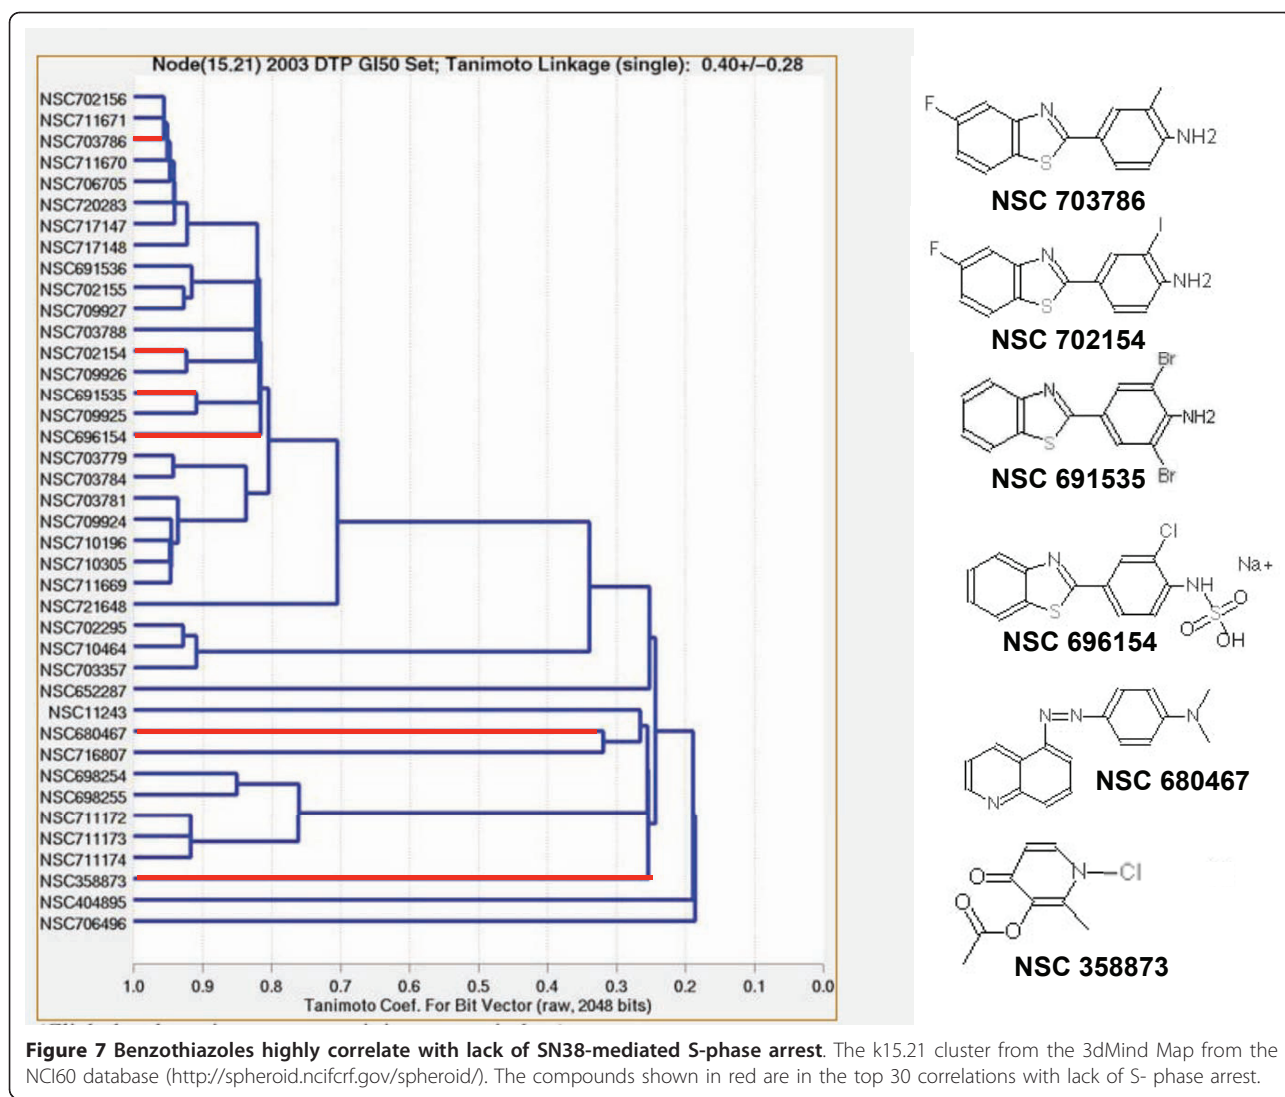 Node(15.21) 2003 DTP GI50 Set; Tanimoto Linkage (single): 0.40+/-0.28
NSC702156
NSC711671
NSC703786
NSC711670
NSC706705
NSC720283
NSC717147
NSC717148
NSC691536
NSC702155
NSC709927
NSC703788
NSC702154
NSC709926
NSC691535
NSC709925
NSC696154
NSC703779
NSC703784
NSC703781
NSC709924
NSC710196
NSC710305
NSC711669
NSC721648
NSC702295
NSC710464
NSC703357
NSC652287
NSC11243
NSC680467
NSC716807
NSC698254
NSC698255
NSC711172
NSC711173
NSC711174
NSC358873
NSC404895
NSC706496
1.0 0.9 0.8 0.7 0.6 0.5 0.4 0.3 0.2 0.1 0.0
Tanimoto Coef. For Bit Vector (raw, 2048 bits)
F N S NH2
NSC 703786
F N S I NH2
NSC 702154
N S Br NH2 Br
NSC 691535
N S Cl NH S O O OH Na+
NSC 696154
N=N N N
NSC 680467
O N Cl O O
NSC 358873
Figure 7 Benzothiazoles highly correlate with lack of SN38-mediated S-phase arrest. The k15.21 cluster from the 3dMind Map from the
NCI60 database (http://spheroid.ncifcrf.gov/spheroid/). The compounds shown in red are in the top 30 correlations with lack of S- phase arrest.